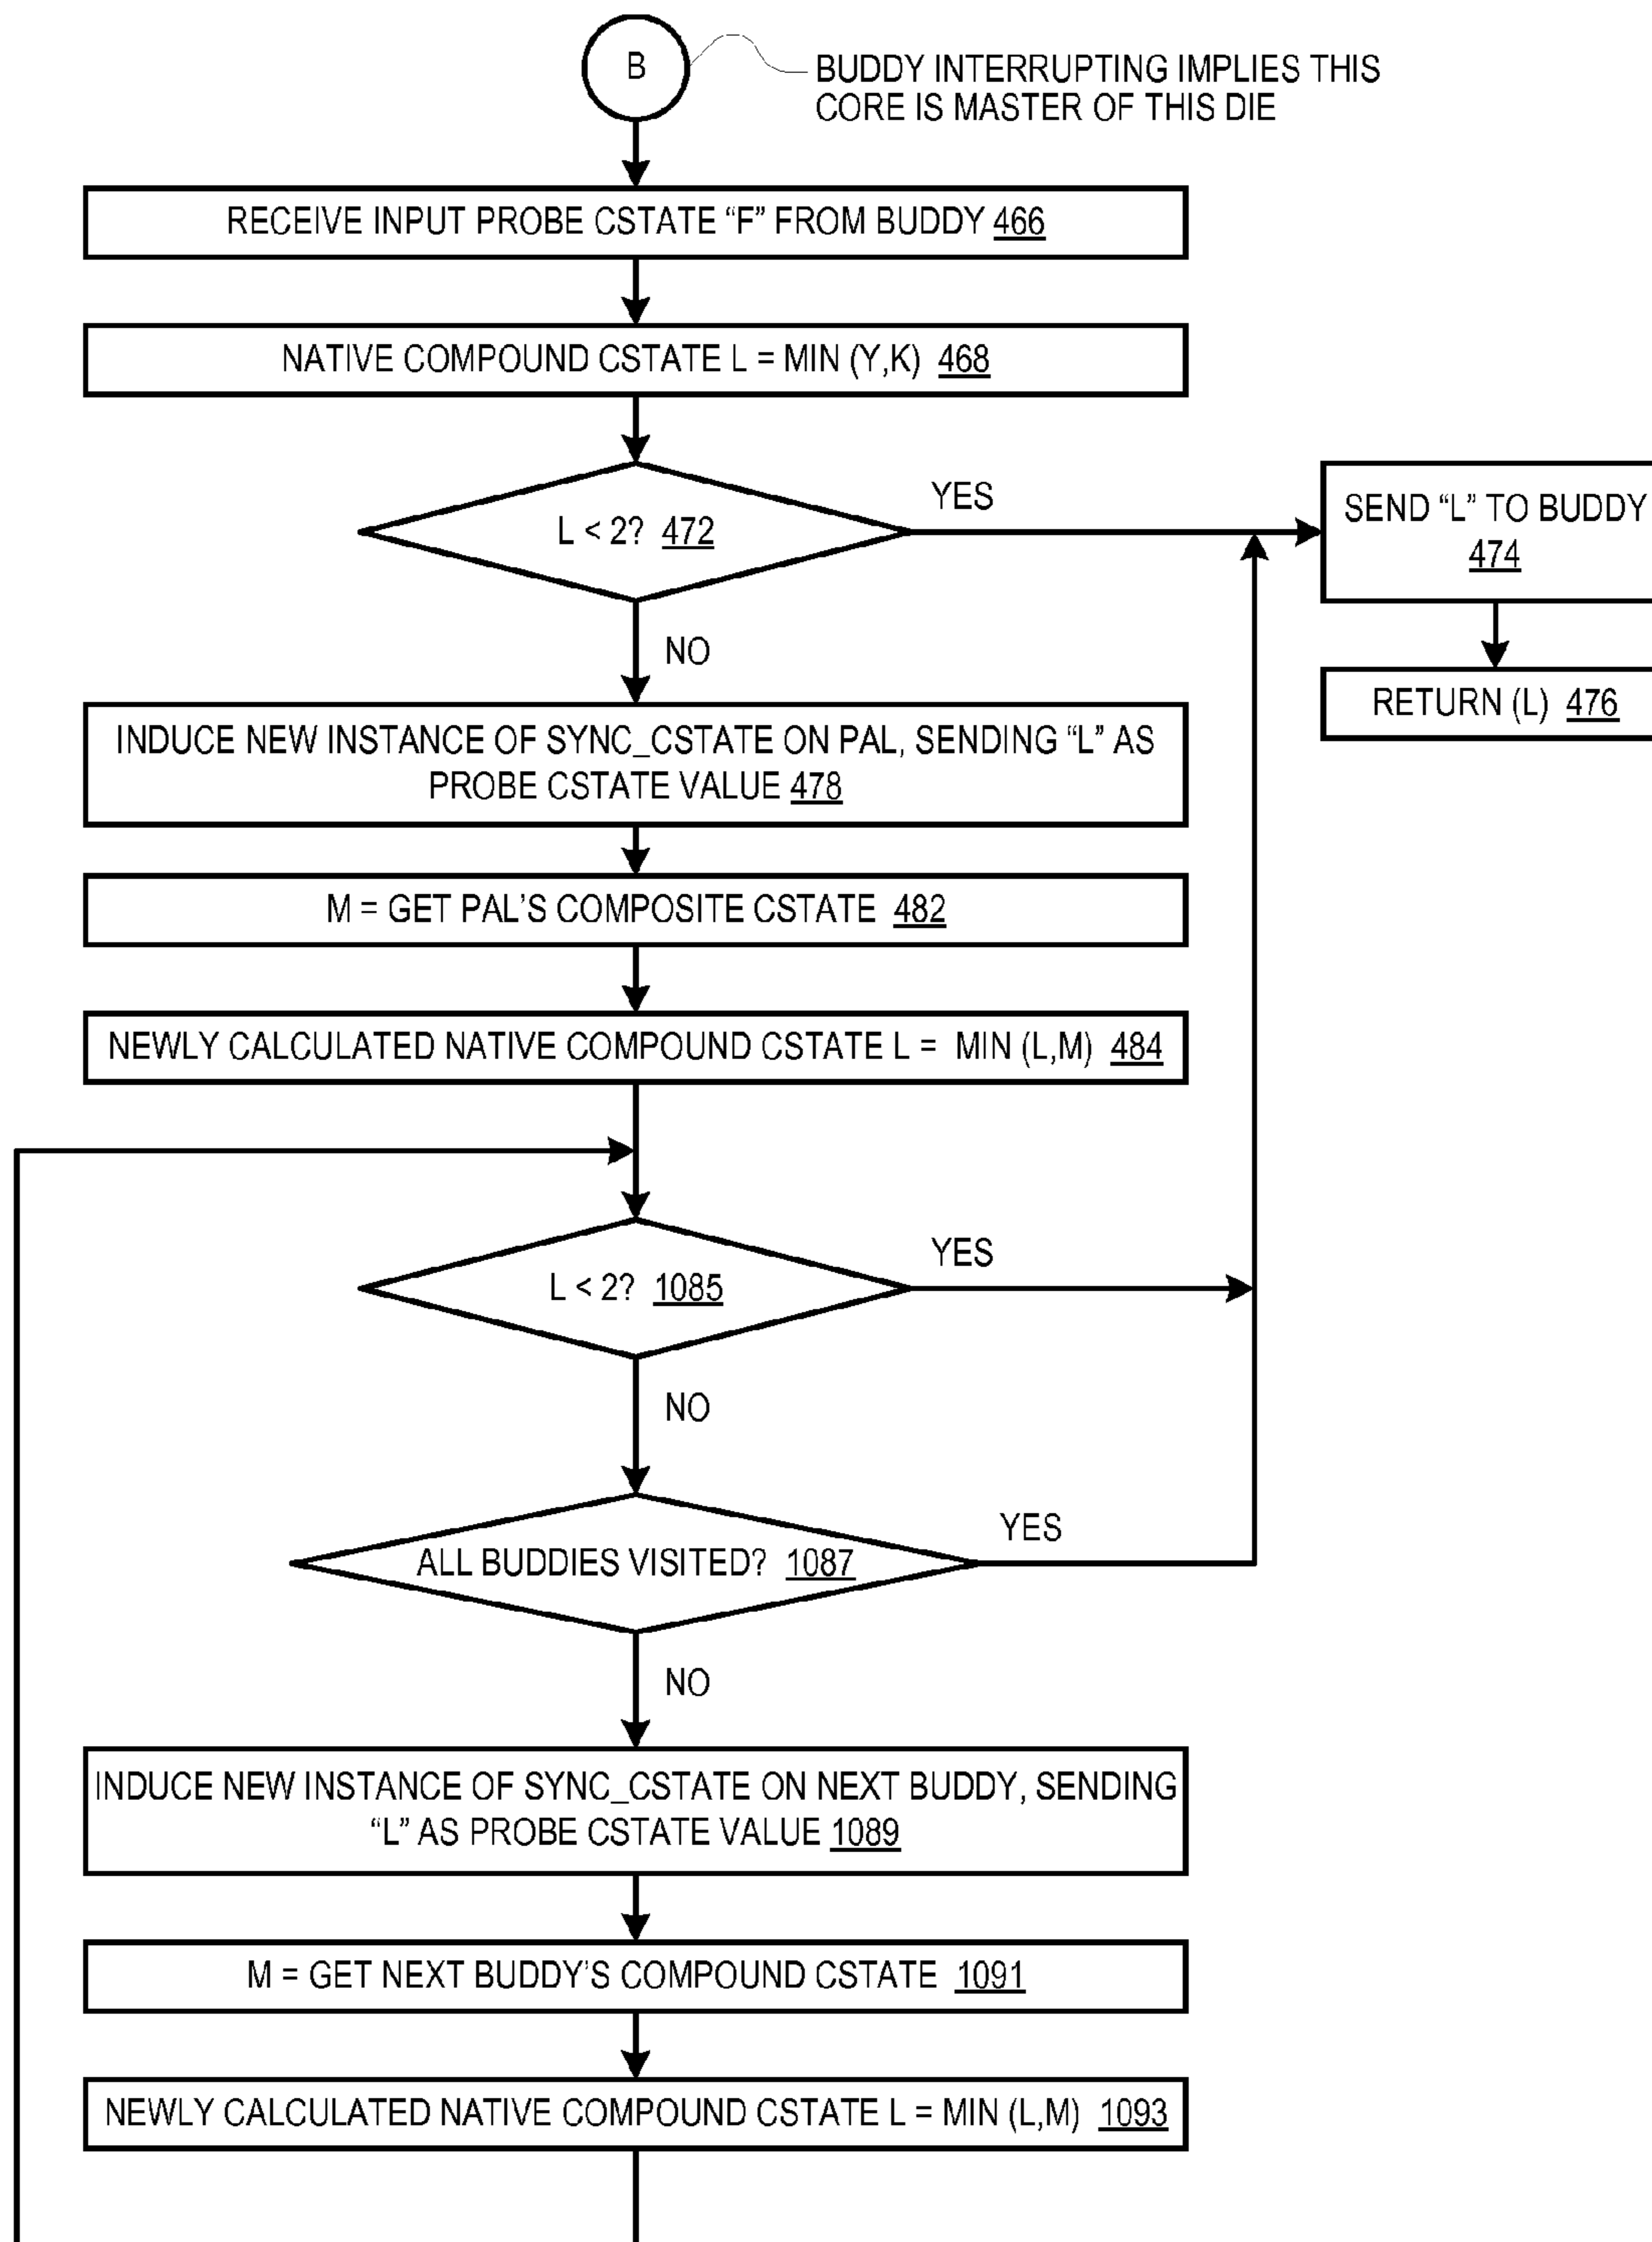 B
BUDDY INTERRUPTING IMPLIES THIS
CORE IS MASTER OF THIS DIE
RECEIVE INPUT PROBE CSTATE “F” FROM BUDDY 466
NATIVE COMPOUND CSTATE L = MIN (Y,K) 468
L < 2? 472
YES
SEND “L” TO BUDDY
474
RETURN (L) 476
NO
INDUCE NEW INSTANCE OF SYNC_CSTATE ON PAL, SENDING “L” AS
PROBE CSTATE VALUE 478
M = GET PAL’S COMPOSITE CSTATE 482
NEWLY CALCULATED NATIVE COMPOUND CSTATE L = MIN (L,M) 484
L < 2? 1085
YES
NO
ALL BUDDIES VISITED? 1087
YES
NO
INDUCE NEW INSTANCE OF SYNC_CSTATE ON NEXT BUDDY, SENDING
“L” AS PROBE CSTATE VALUE 1089
M = GET NEXT BUDDY’S COMPOUND CSTATE 1091
NEWLY CALCULATED NATIVE COMPOUND CSTATE L = MIN (L,M) 1093